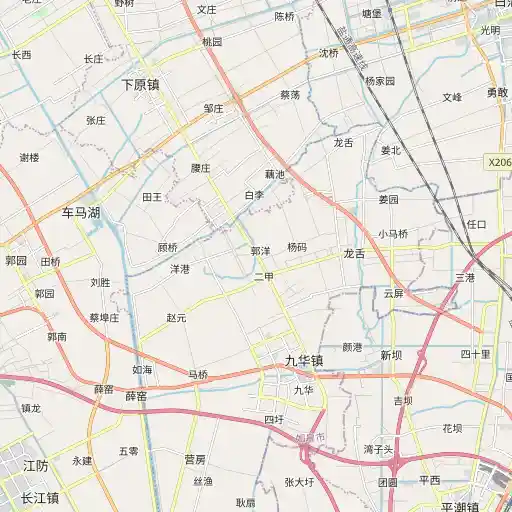 野树
文庄
陈桥
塘堡
光明
长西
长庄
桃园
沈桥
盐通高速线
下原镇
杨家园
勇敢
邹庄
蔡荡
文峰
张庄
谢楼
龙舌
姜北
X206
腰庄
藕池
田王
白李
姜园
车马湖
任口
小马桥
顾桥
郭洋
杨码
龙舌
郭园
田桥
洋港
二甲
三港
刘胜
郭园
云屏
赵元
蔡埠庄
郭南
颜港
新坝
四十里
九华镇
如海
马桥
薛窑
薛窑
九华
吉坝
镇龙
四圩
花坝
如皋市
五零
湾子头
江防
永建
营房
丝渔
张大圩
团圆
平西
长江镇
耿扇
平潮镇